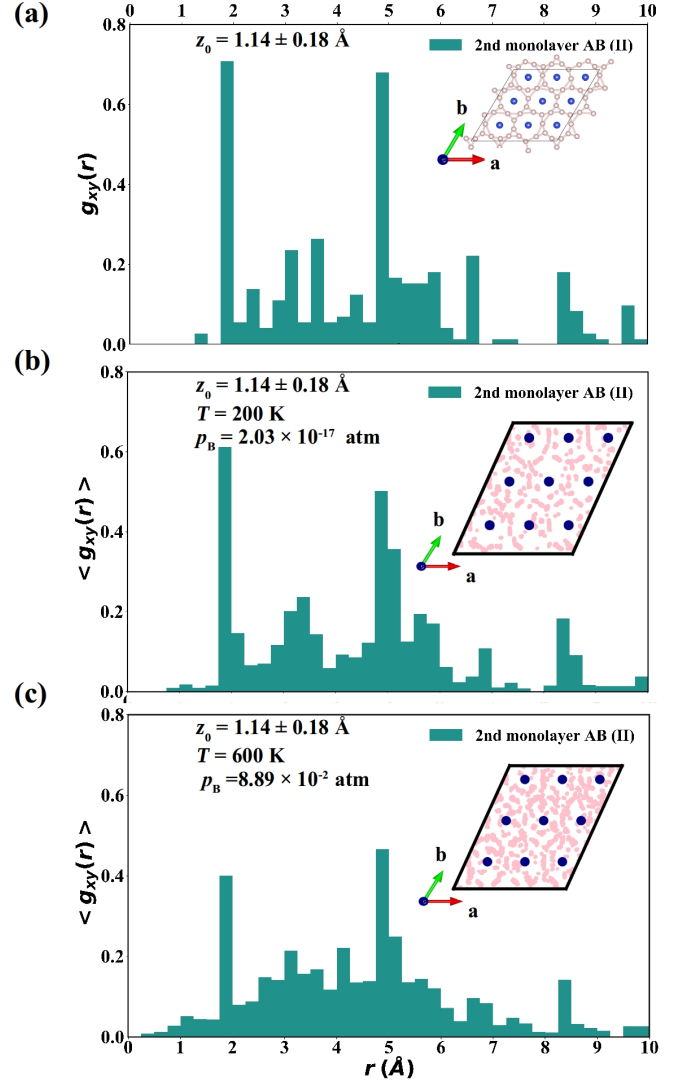 (a)
0 1 2 3 4 5 6 7 8 9 10
z0 = 1.14 ± 0.18 Å
2nd monolayer AB (II)
0.8
0.6
0.4
0.2
0.0
gxy(r)
b
a
(b)
z0 = 1.14 ± 0.18 Å
T = 200 K
pB = 2.03 × 10-17 atm
2nd monolayer AB (II)
0.8
0.6
0.4
0.2
0.0
< gxy(r) >
b
a
(c)
z0 = 1.14 ± 0.18 Å
T = 600 K
pB =8.89 × 10-2 atm
2nd monolayer AB (II)
0.8
0.6
0.4
0.2
0.0
< gxy(r) >
b
a
0 1 2 3 4 5 6 7 8 9 10
r (Å)